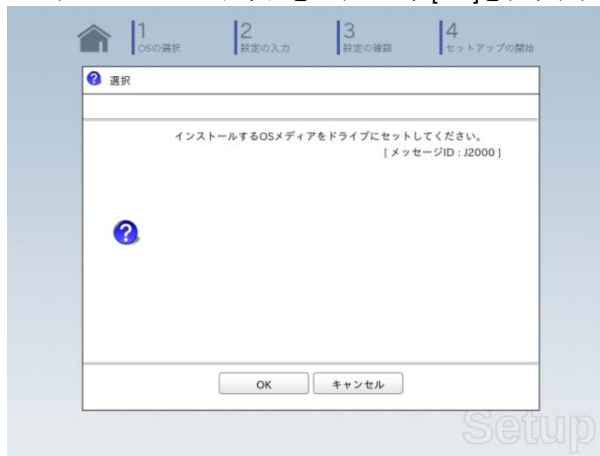 1
OSの選択
2
設定の入力
3
設定の確認
4
セットアップの開始
選択
インストールするOSメディアをドライブにセットしてください。
[ メッセージID : J2000 ]
OK
キャンセル
Setup